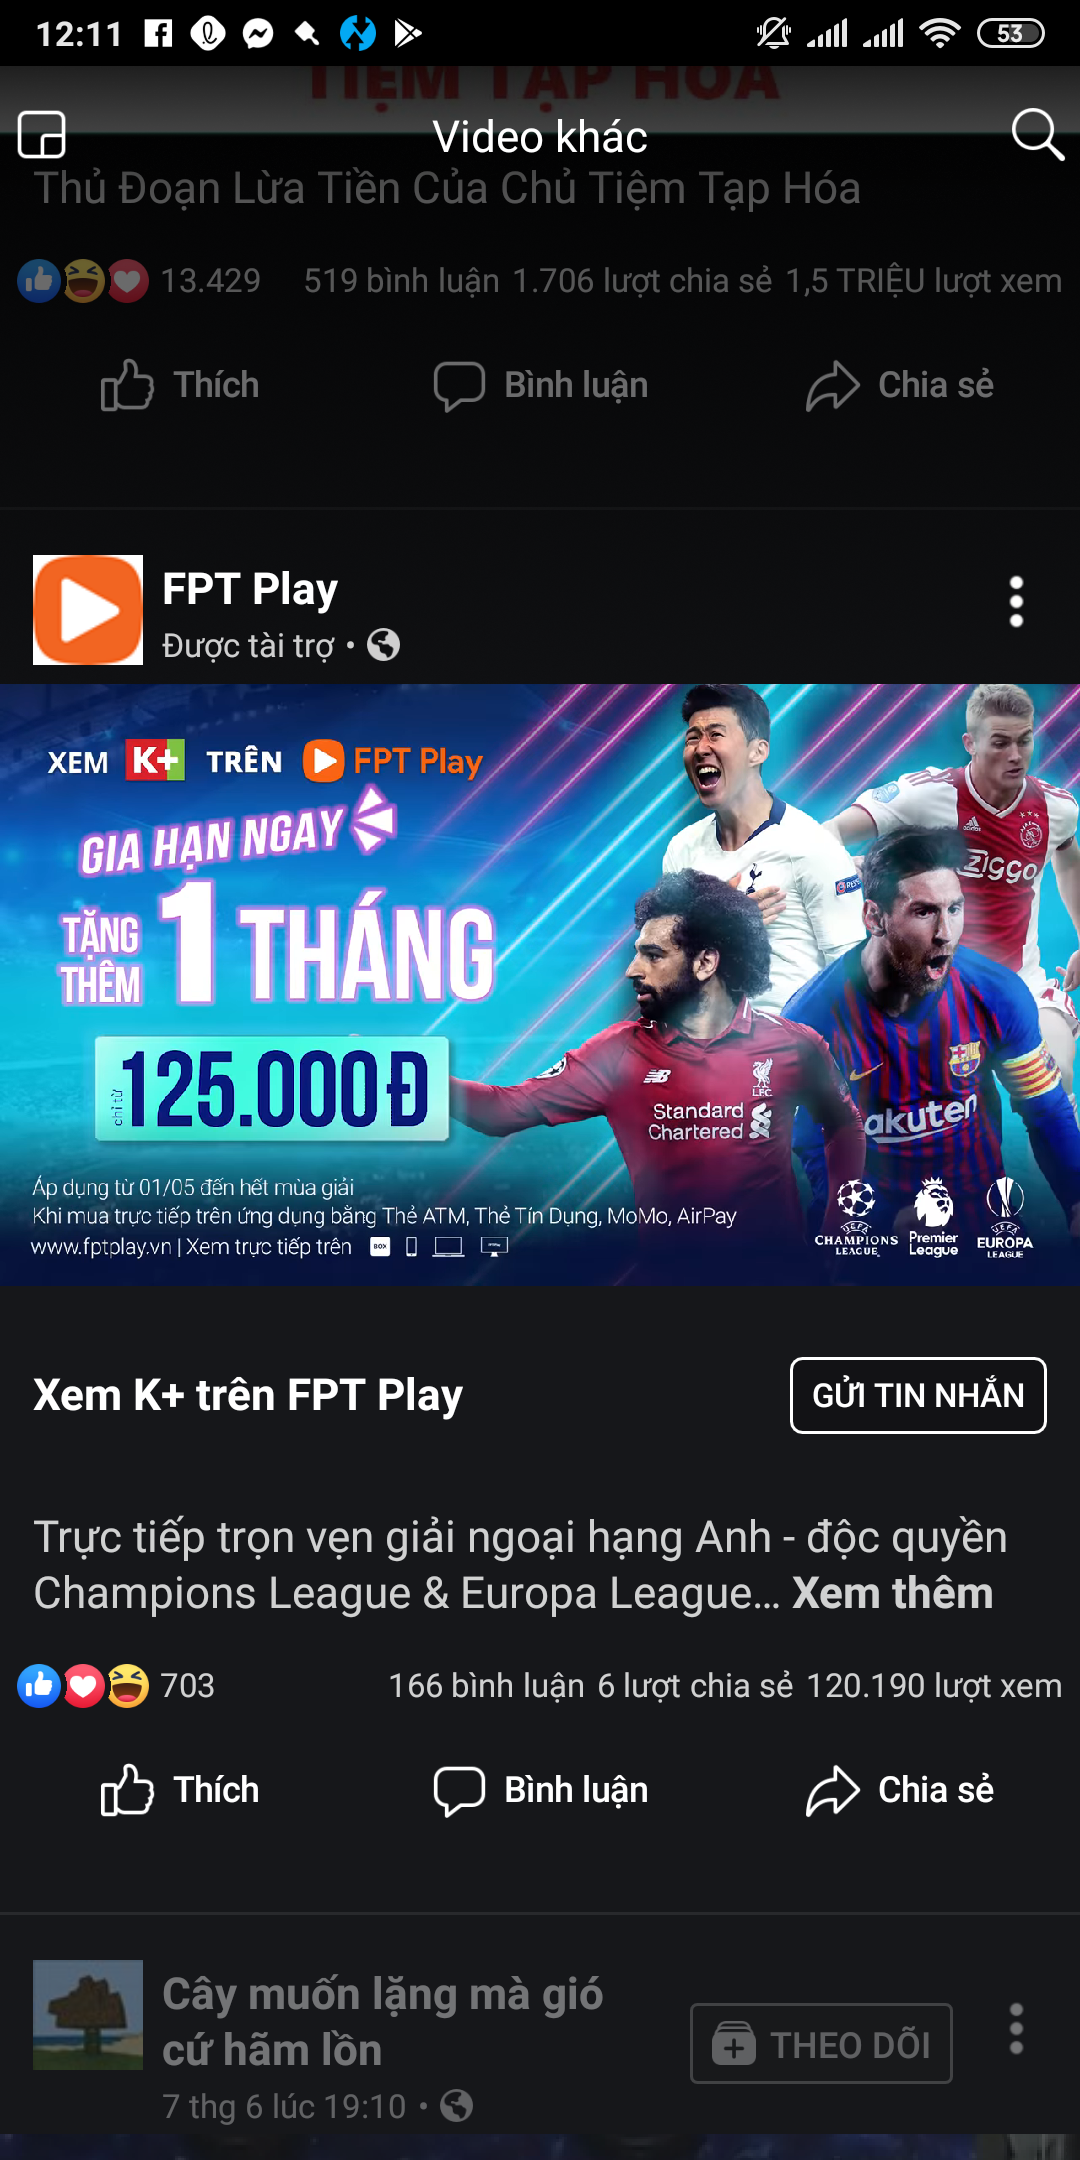 12:11
53
TIỆM TẠP HÓA
Video khác
Thủ Đoạn Lừa Tiền Của Chủ Tiệm Tạp Hóa
13.429 519 bình luận 1.706 lượt chia sẻ 1,5 TRIỆU lượt xem
Thích Bình luận Chia sẻ
FPT Play
Được tài trợ •
XEM K+ TRÊN FPT Play
GIA HẠN NGAY
TẶNG THÊM 1 THÁNG
chỉ từ 125.000Đ
ZIGGO
adidas
RES
L.F.C.
Standard
Chartered
akuten
Áp dụng từ 01/05 đến hết mùa giải
Khi mua trực tiếp trên ứng dụng bằng Thẻ ATM, Thẻ Tín Dụng, MoMo, AirPay
www.fptplay.vn | Xem trực tiếp trên BOX
UEFA CHAMPIONS LEAGUE
Premier League
UEFA EUROPA LEAGUE
Xem K+ trên FPT Play
GỬI TIN NHẮN
Trực tiếp trọn vẹn giải ngoại hạng Anh - độc quyền
Champions League & Europa League... Xem thêm
703 166 bình luận 6 lượt chia sẻ 120.190 lượt xem
Thích Bình luận Chia sẻ
Cây muốn lặng mà gió
cứ hãm lồn
THEO DÕI
7 thg 6 lúc 19:10 •